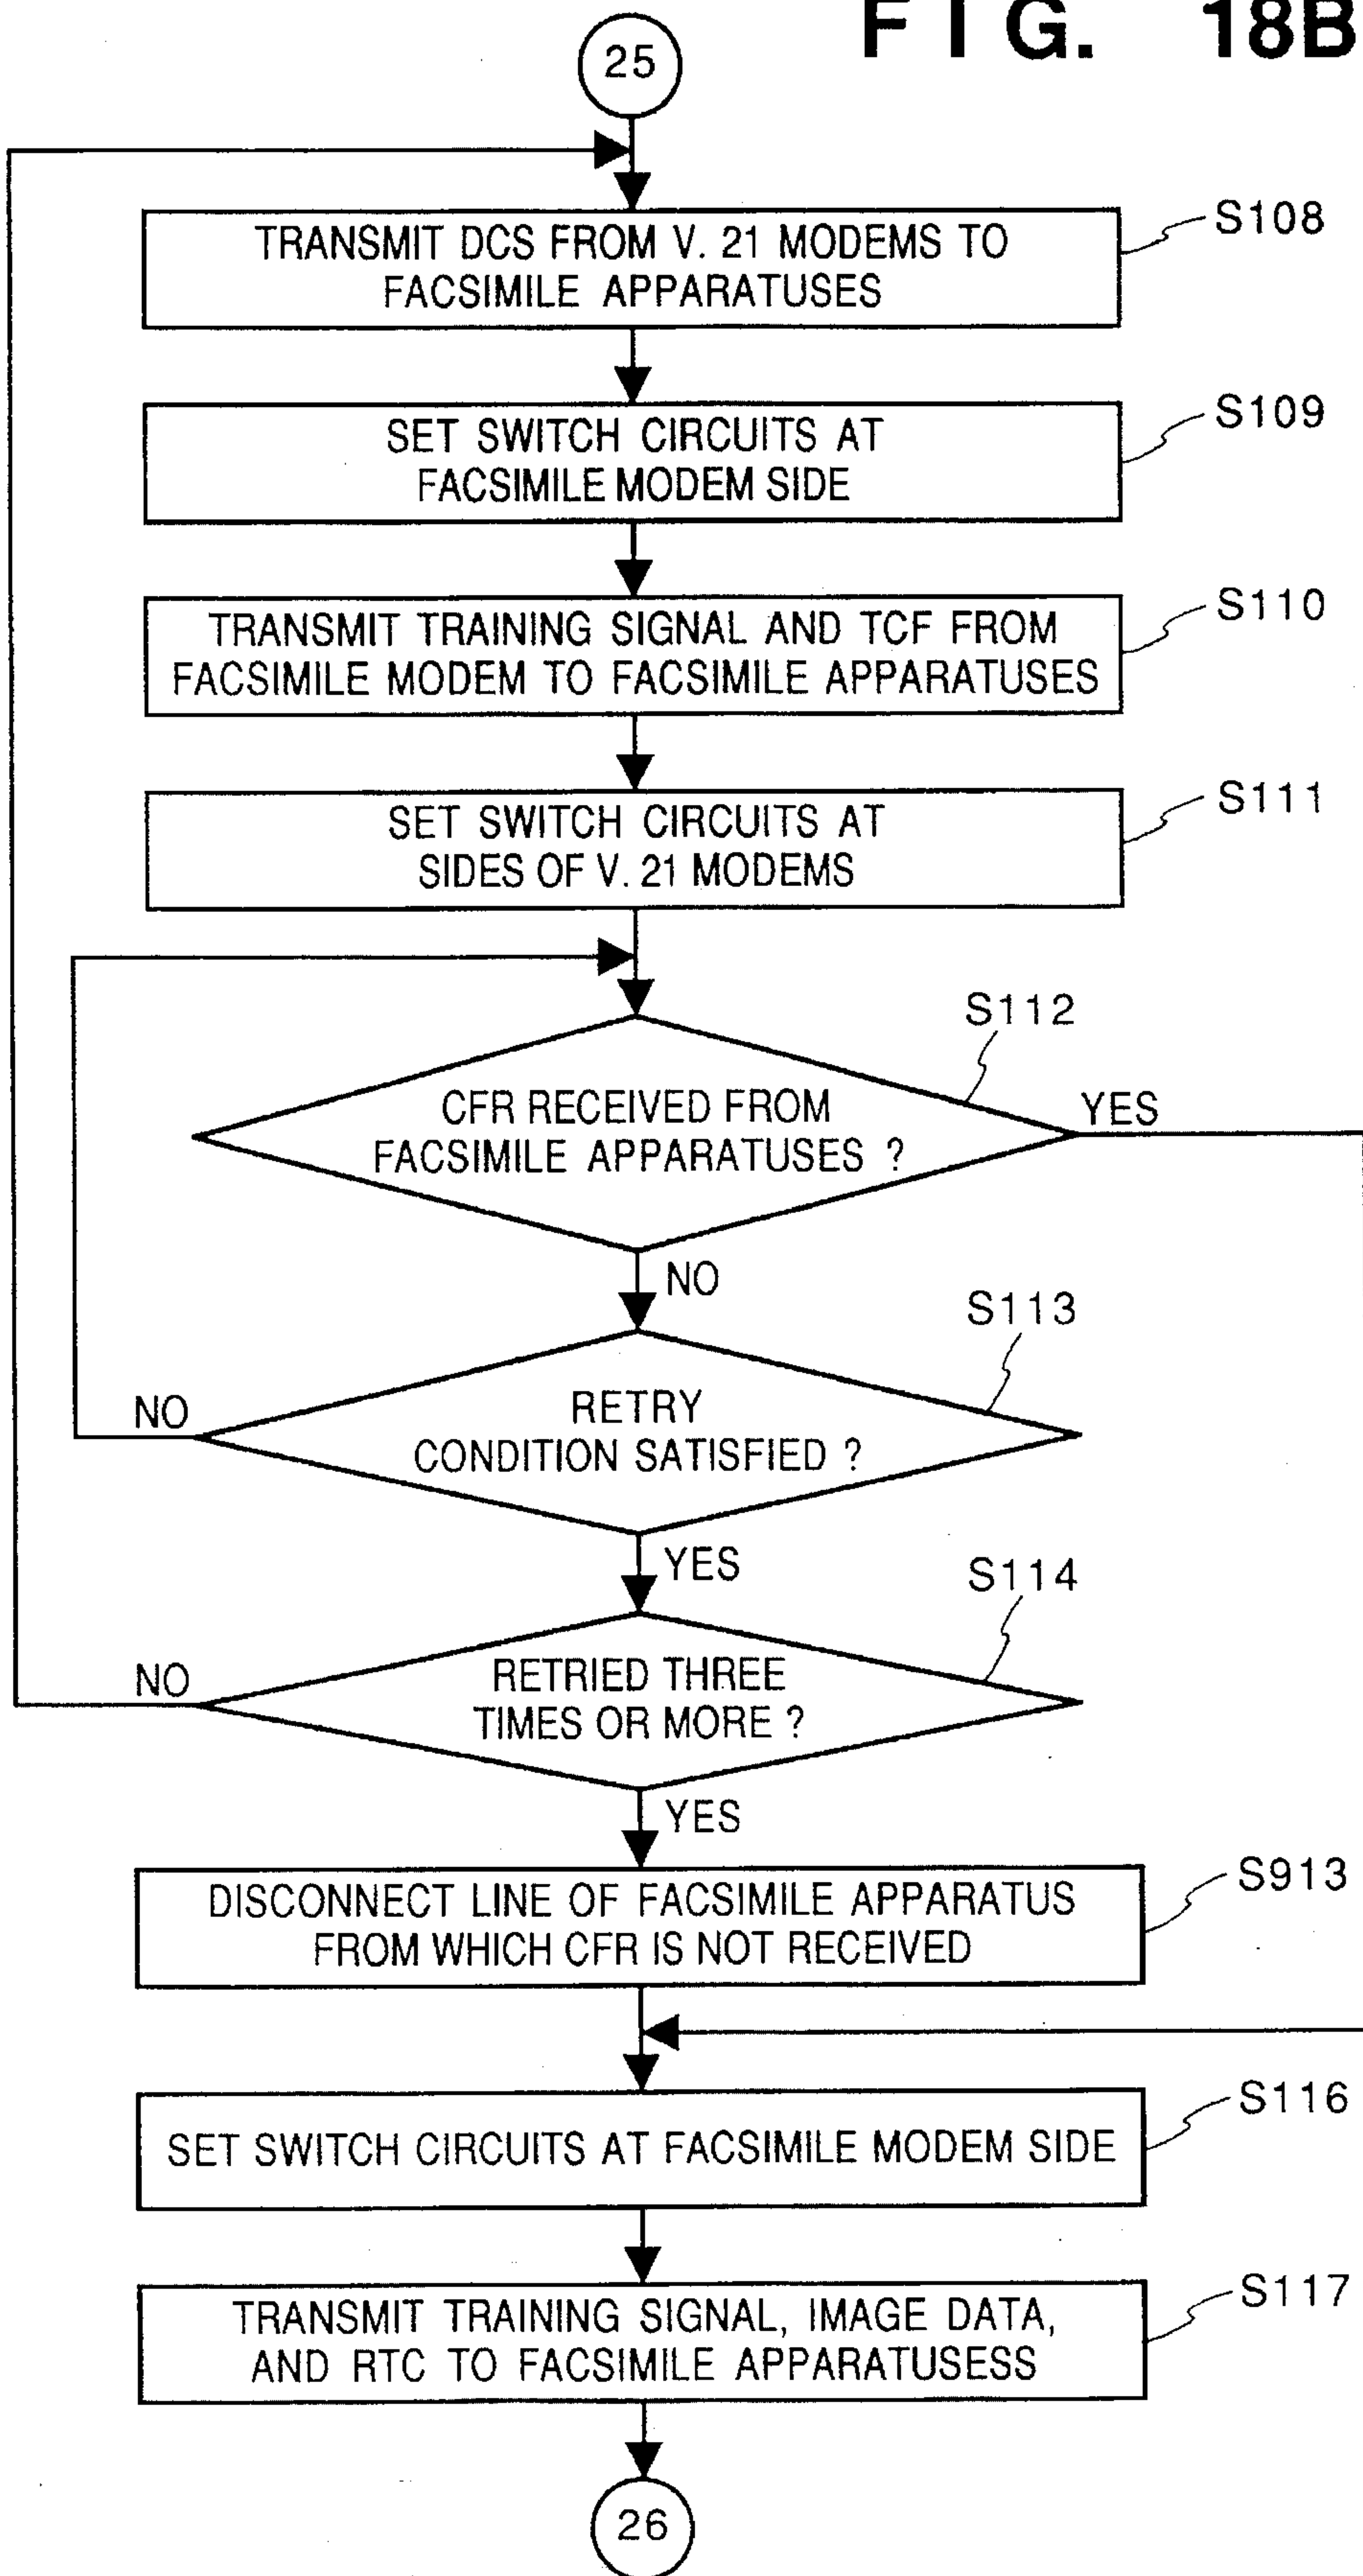 FIG. 18B
25
TRANSMIT DCS FROM V. 21 MODEMS TO
FACSIMILE APPARATUSES
S108
SET SWITCH CIRCUITS AT
FACSIMILE MODEM SIDE
S109
TRANSMIT TRAINING SIGNAL AND TCF FROM
FACSIMILE MODEM TO FACSIMILE APPARATUSES
S110
SET SWITCH CIRCUITS AT
SIDES OF V. 21 MODEMS
S111
S112
CFR RECEIVED FROM
FACSIMILE APPARATUSES ?
YES
NO
S113
RETRY
CONDITION SATISFIED ?
NO
YES
S114
RETRIED THREE
TIMES OR MORE ?
NO
YES
DISCONNECT LINE OF FACSIMILE APPARATUS
FROM WHICH CFR IS NOT RECEIVED
S913
SET SWITCH CIRCUITS AT FACSIMILE MODEM SIDE
S116
TRANSMIT TRAINING SIGNAL, IMAGE DATA,
AND RTC TO FACSIMILE APPARATUSESS
S117
26